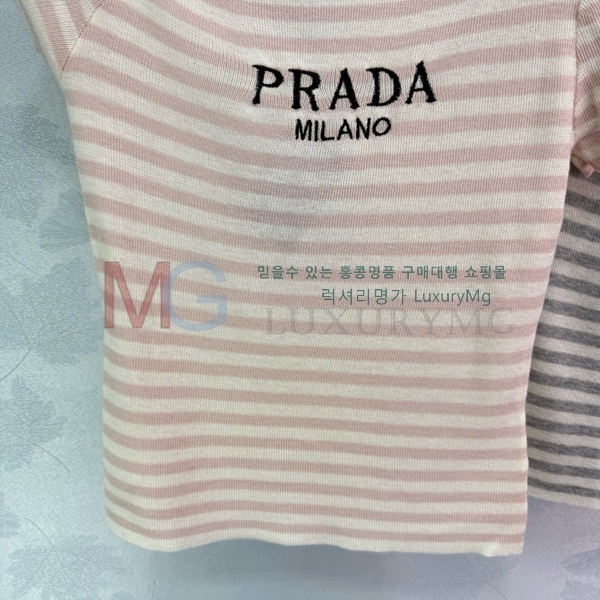 PRADA
MILANO
믿을수 있는 홍콩명품 구매대행 쇼핑몰
MG
럭셔리명가 LuxuryMg
LUXURYMG